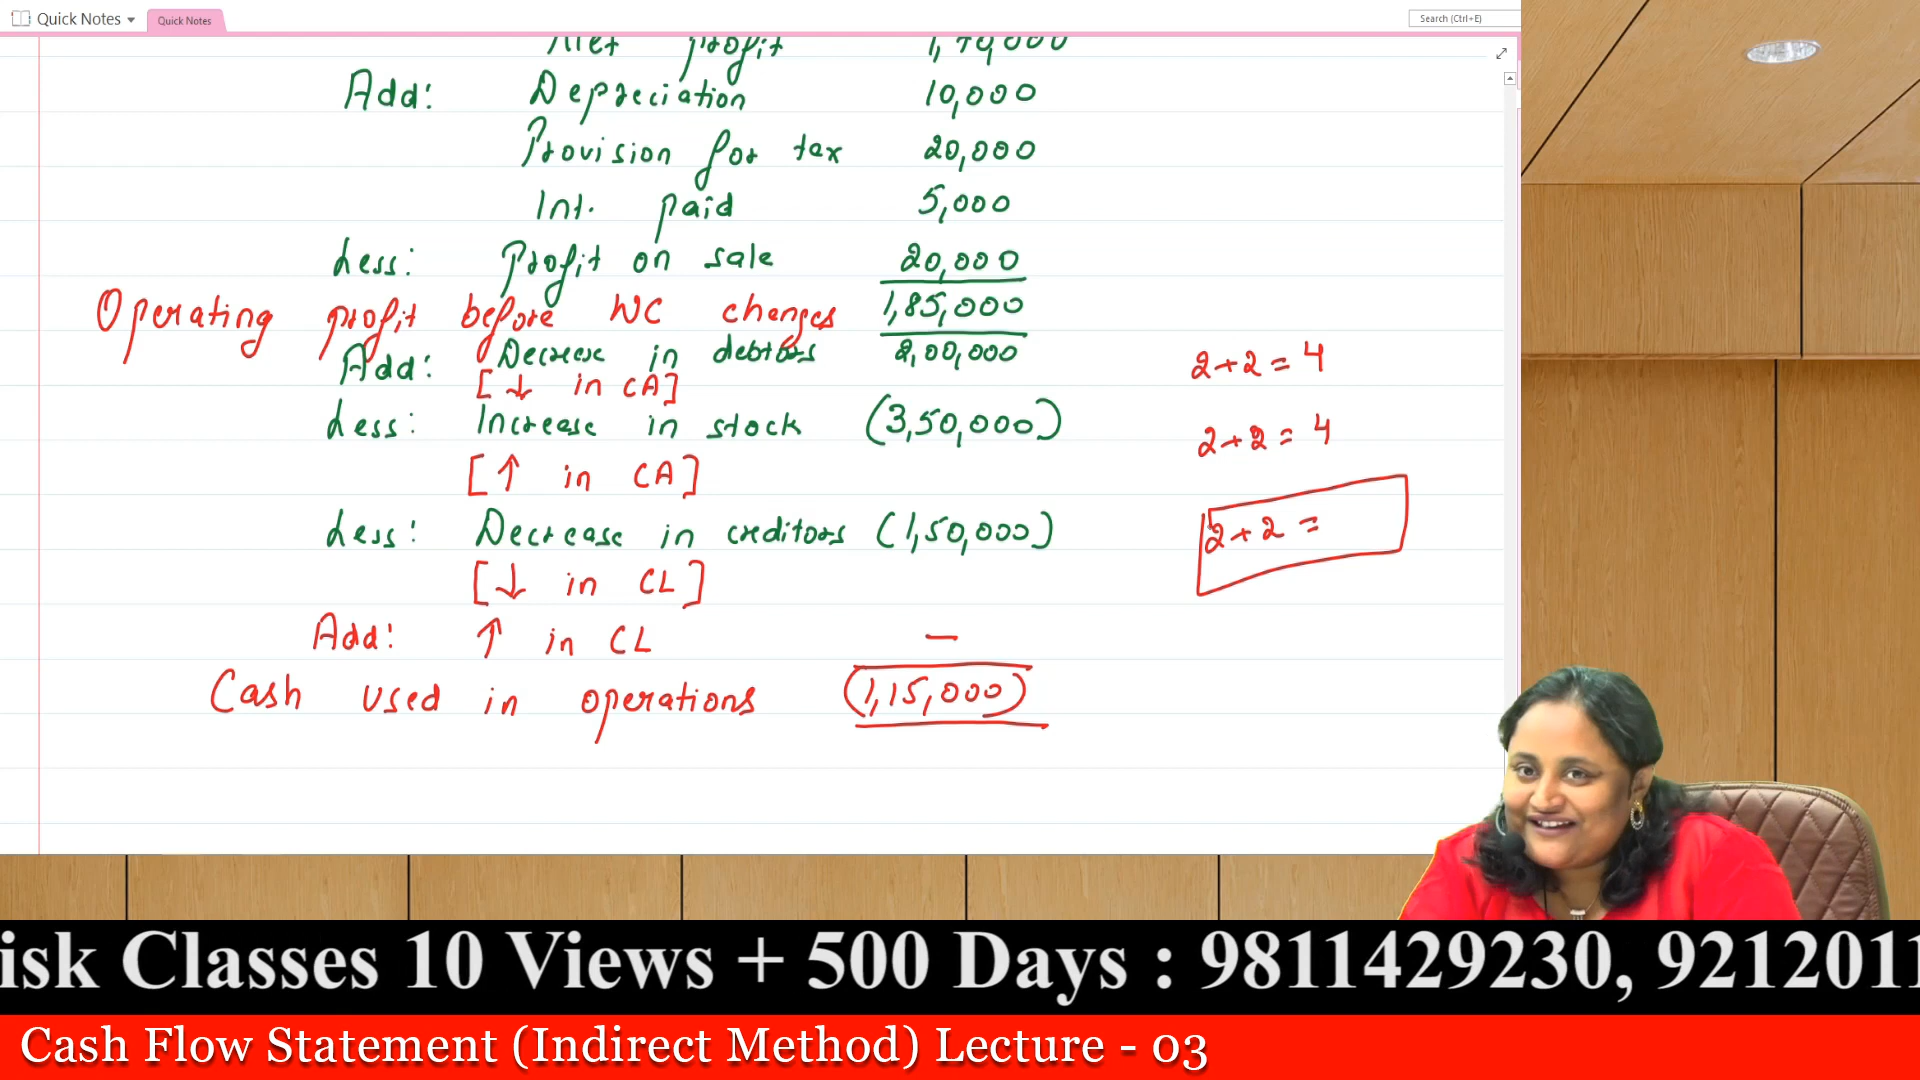 Quick Notes
Quick Notes
Search (Ctrl+E)
Net profit
Add: Depreciation 10,000
Provision for tax 20,000
Int. paid 5,000
Less: Profit on sale 20,000
Operating profit before WC changes 1,85,000
Add: Decrease in debtors 2,00,000
[↓ in CA]
Less: Increase in stock (3,50,000)
[↑ in CA]
Less: Decrease in creditors (1,50,000)
[↓ in CL]
Add: ↑ in CL –
Cash used in operations (1,15,000)
2+2=4
2+2=4
2+2=
isk Classes 10 Views + 500 Days : 9811429230, 9212011
Cash Flow Statement (Indirect Method) Lecture - 03